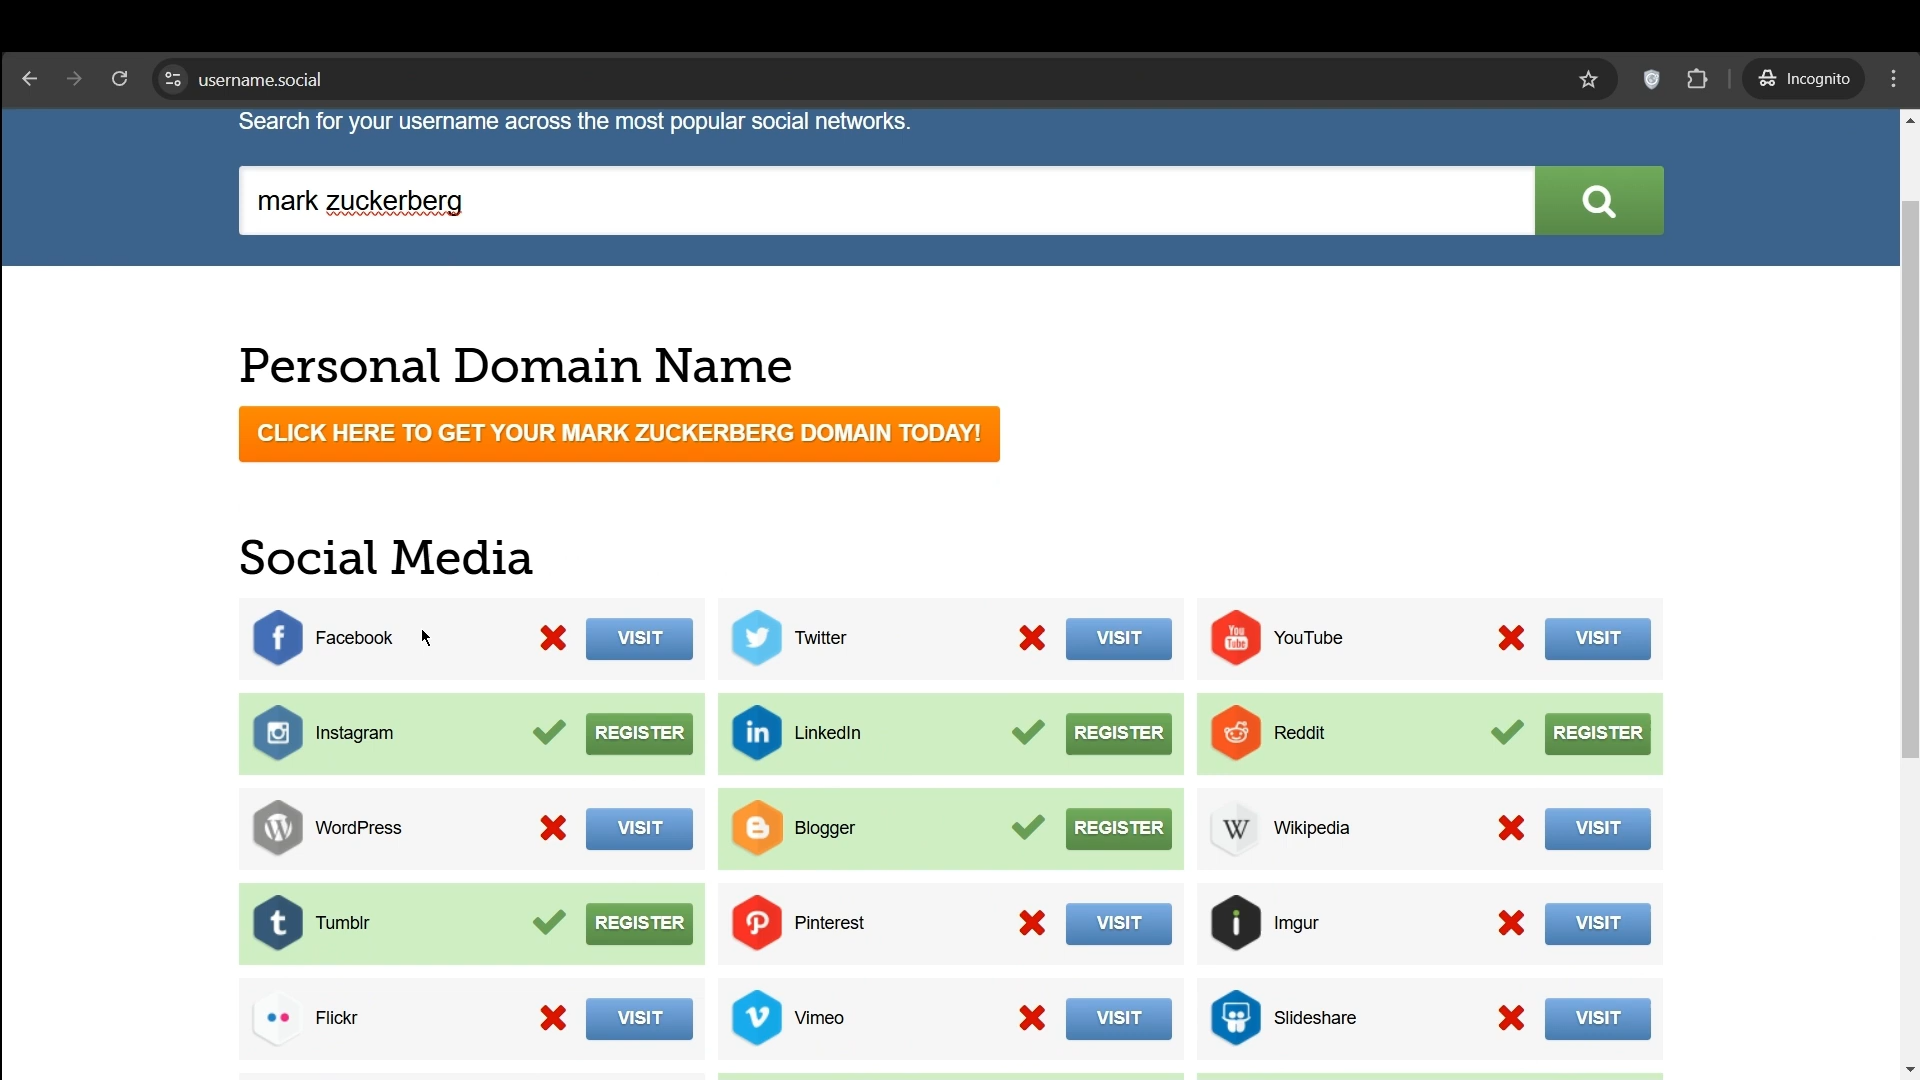 username.social
Incognito
Search for your username across the most popular social networks.
mark zuckerberg
Personal Domain Name
CLICK HERE TO GET YOUR MARK ZUCKERBERG DOMAIN TODAY!
Social Media
Facebook VISIT Twitter VISIT YouTube VISIT
Instagram REGISTER LinkedIn REGISTER Reddit REGISTER
WordPress VISIT Blogger REGISTER Wikipedia VISIT
Tumblr REGISTER Pinterest VISIT Imgur VISIT
Flickr VISIT Vimeo VISIT Slideshare VISIT